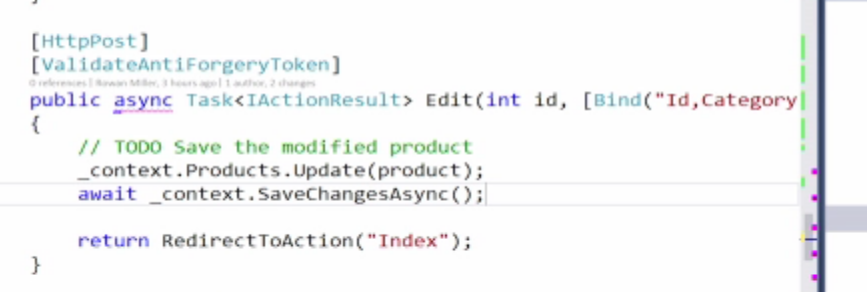 [HttpPost]
[ValidateAntiForgeryToken]
0 references | Rowan Miller, 3 hours ago | 1 author, 2 changes
public async Task<IActionResult> Edit(int id, [Bind("Id,Category
{
// TODO Save the modified product
_context.Products.Update(product);
await _context.SaveChangesAsync();
return RedirectToAction("Index");
}